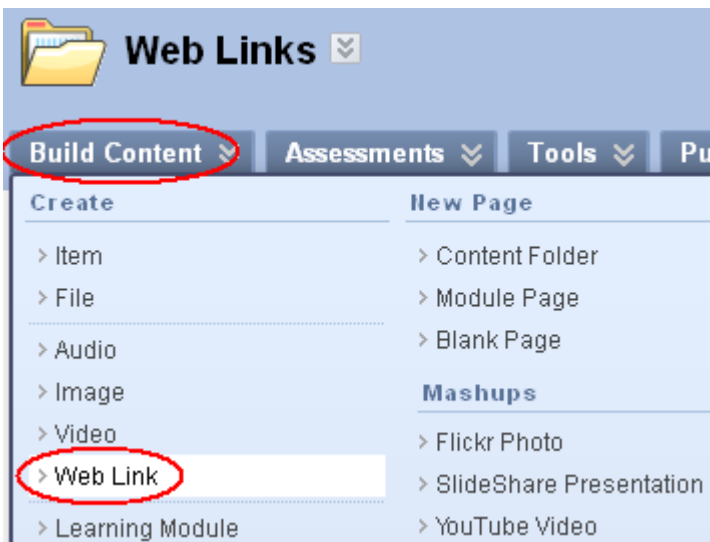 Web Links
Build Content
Assessments
Tools
Create
Item
File
Audio
Image
Video
Web Link
Learning Module
New Page
Content Folder
Module Page
Blank Page
Mashups
Flickr Photo
SlideShare Presentation
YouTube Video